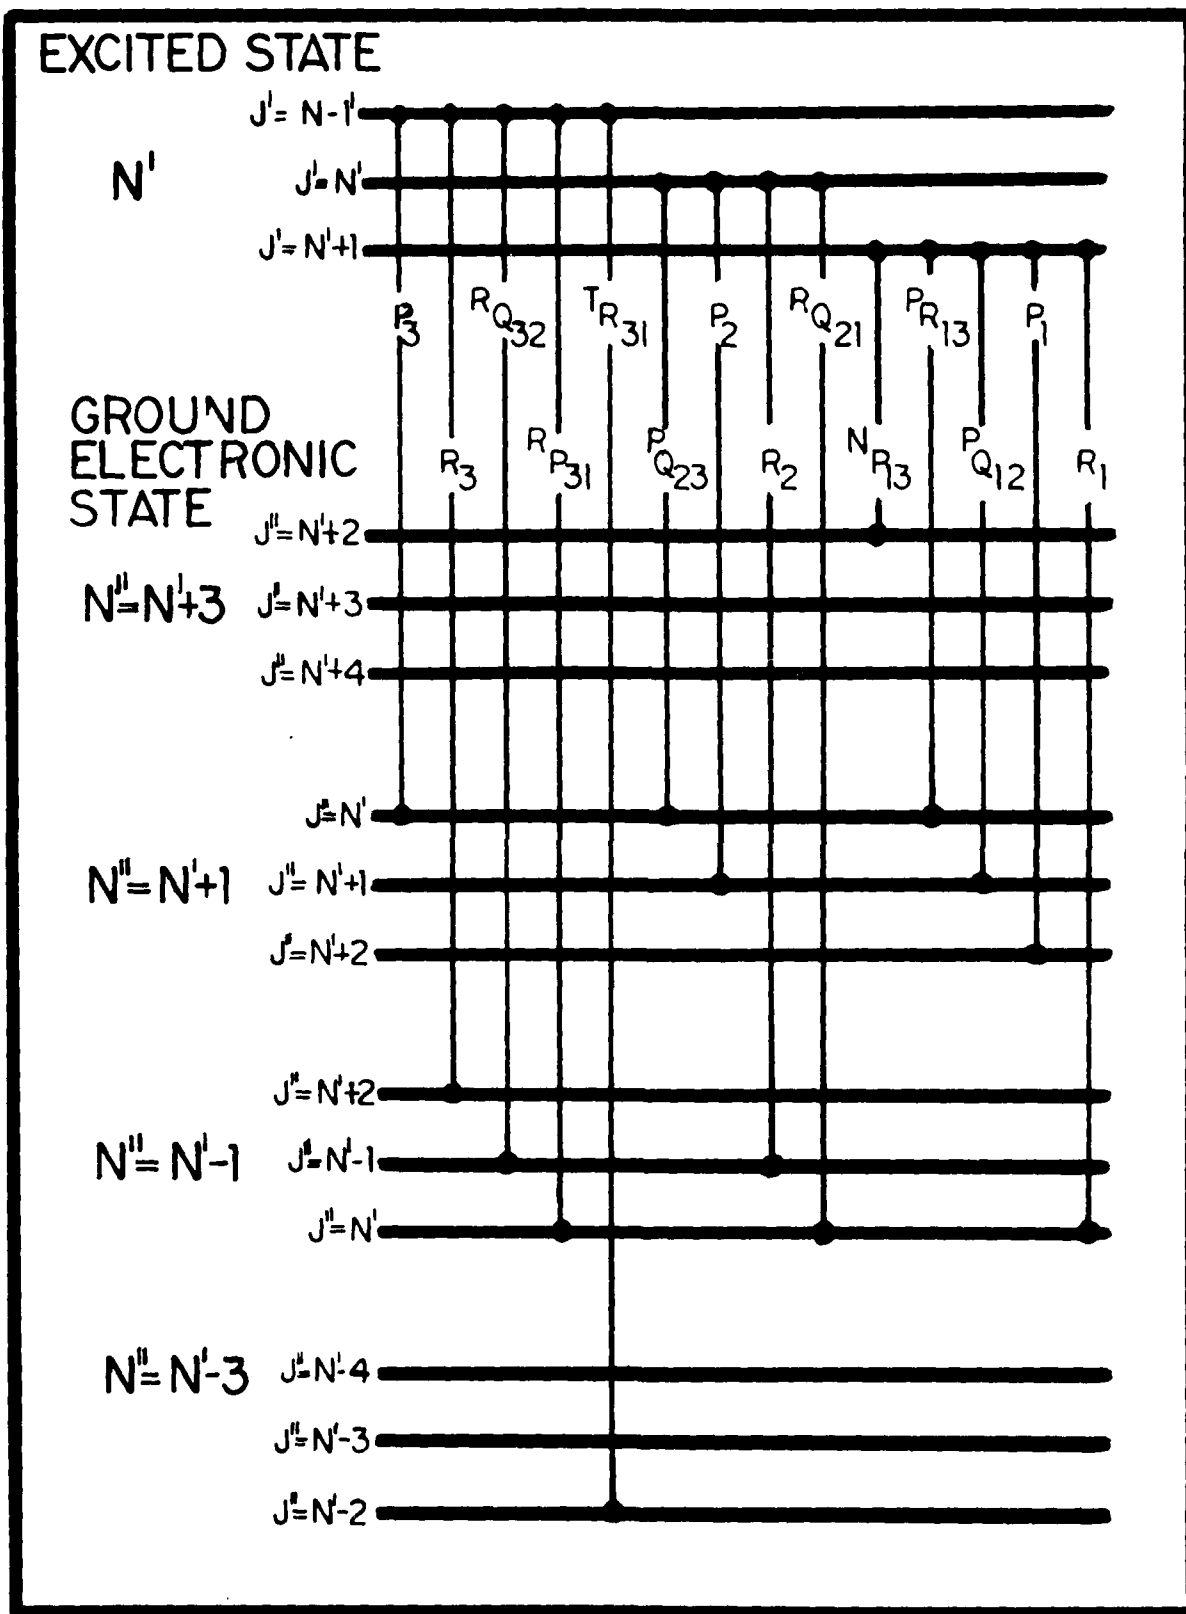 EXCITED STATE
J'= N-1'
N'
J'= N'
J'= N'+1
P3 RQ32 TR31 P2 RQ21 PR13 P1
GROUND
ELECTRONIC
STATE
R3 RP31 PQ23 R2 NP13 PQ12 R1
J"= N'+2
N"= N'+3
J"= N'+3
J"= N'+4
J"= N'
N"= N'+1
J"= N'+1
J"= N'+2
J"= N'+2
N"= N'-1
J"= N'-1
J"= N'
N"= N'-3
J"= N'-4
J"= N'-3
J"= N'-2